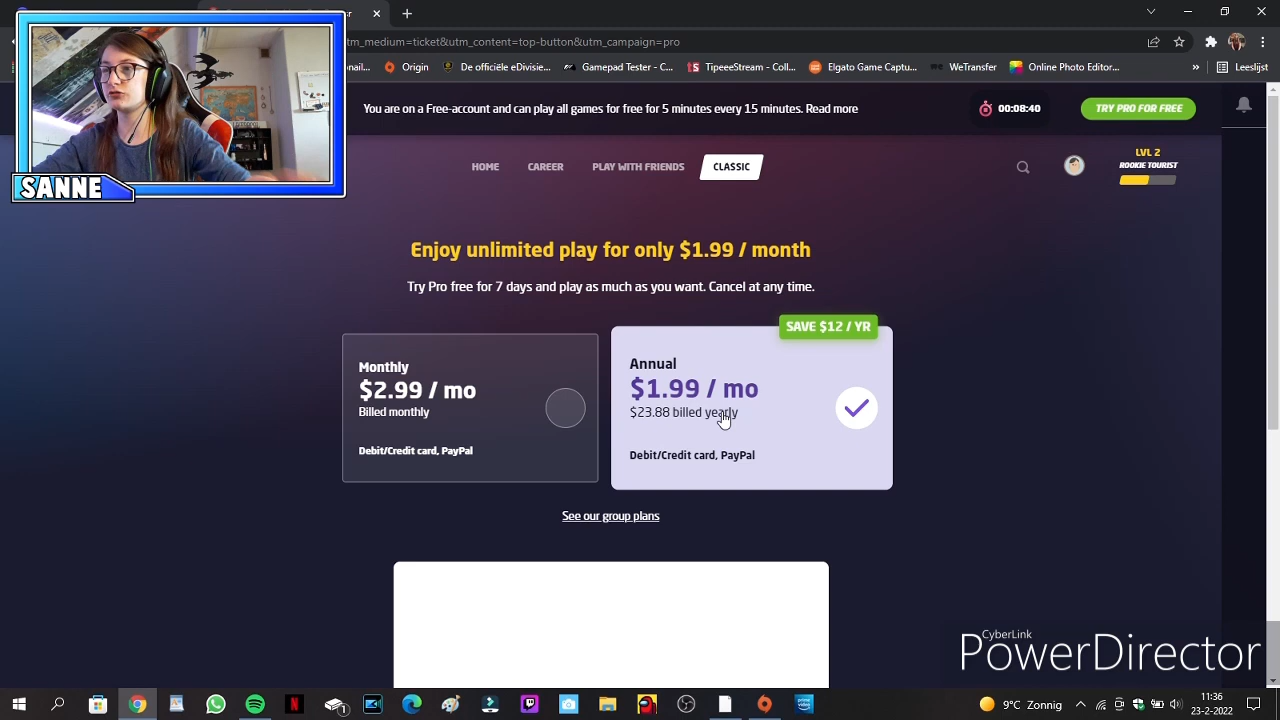 tm_medium=ticket&utm_content=top-button&utm_campaign=pro
nail...
Origin
De officiële eDivisie...
Gamepad Tester - C...
TipeeeStream - Coll...
Elgato Game Captu...
WeTransfer
Online Photo Editor...
»
Leeslijst
SANNE
You are on a Free-account and can play all games for free for 5 minutes every 15 minutes. Read more
00:08:40
TRY PRO FOR FREE
HOME
CAREER
PLAY WITH FRIENDS
CLASSIC
LVL 2
ROOKIE TOURIST
Enjoy unlimited play for only $1.99 / month
Try Pro free for 7 days and play as much as you want. Cancel at any time.
SAVE $12 / YR
Monthly
$2.99 / mo
Billed monthly
Debit/Credit card, PayPal
Annual
$1.99 / mo
$23.88 billed yearly
Debit/Credit card, PayPal
See our group plans
CyberLink
PowerDirector
9°C Zonnig
11:36
23-2-2022